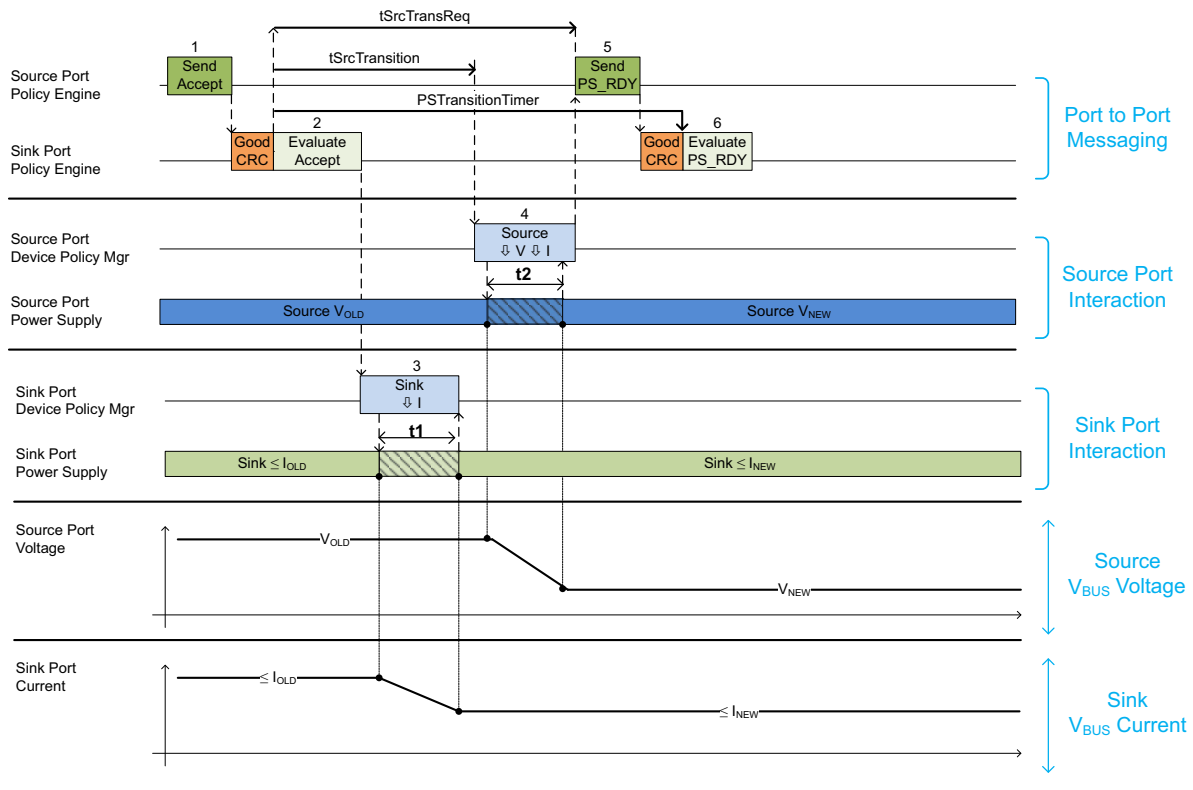 tSrcTransReq
1
tSrcTransition
5
Source Port
Policy Engine
Send
Accept
Send
PS_RDY
PSTransitionTimer
Port to Port
Messaging
2
6
Sink Port
Policy Engine
Good
CRC
Evaluate
Accept
Good
CRC
Evaluate
PS_RDY
4
Source Port
Device Policy Mgr
Source
⇩ V ⇩ I
t2
Source Port
Interaction
Source Port
Power Supply
Source VOLD
Source VNEW
3
Sink Port
Device Policy Mgr
Sink
⇩ I
t1
Sink Port
Interaction
Sink Port
Power Supply
Sink ≤ IOLD
Sink ≤ INEW
Source Port
Voltage
VOLD
VNEW
Source
VBUS Voltage
Sink Port
Current
≤ IOLD
≤ INEW
Sink
VBUS Current